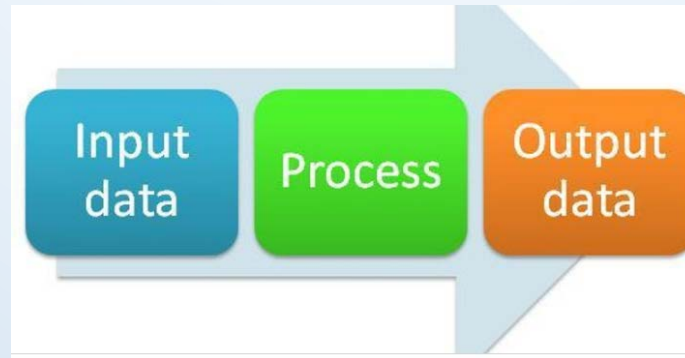 Input
data
Process
Output
data